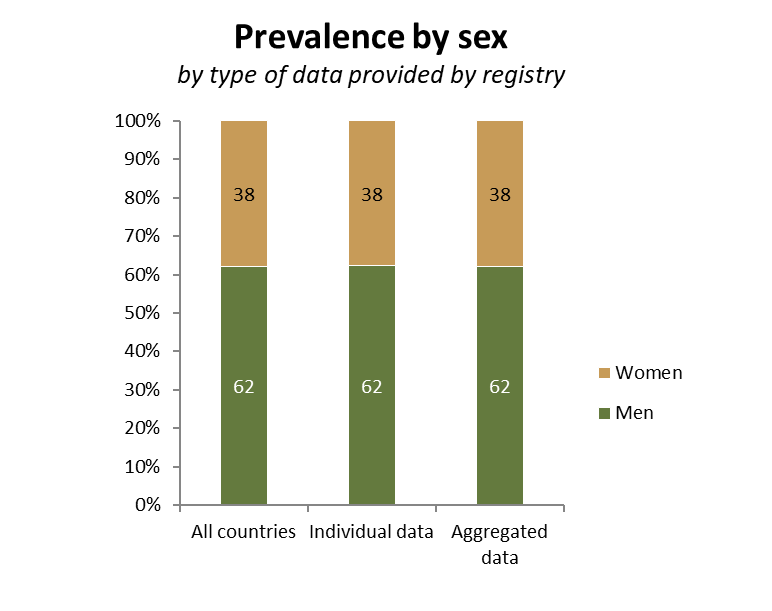 Prevalence by sex
by type of data provided by registry
100%
90%
80%
70%
60%
50%
40%
30%
20%
10%
0%
38
38
38
62
62
62
Women
Men
All countries
Individual data
Aggregated
data